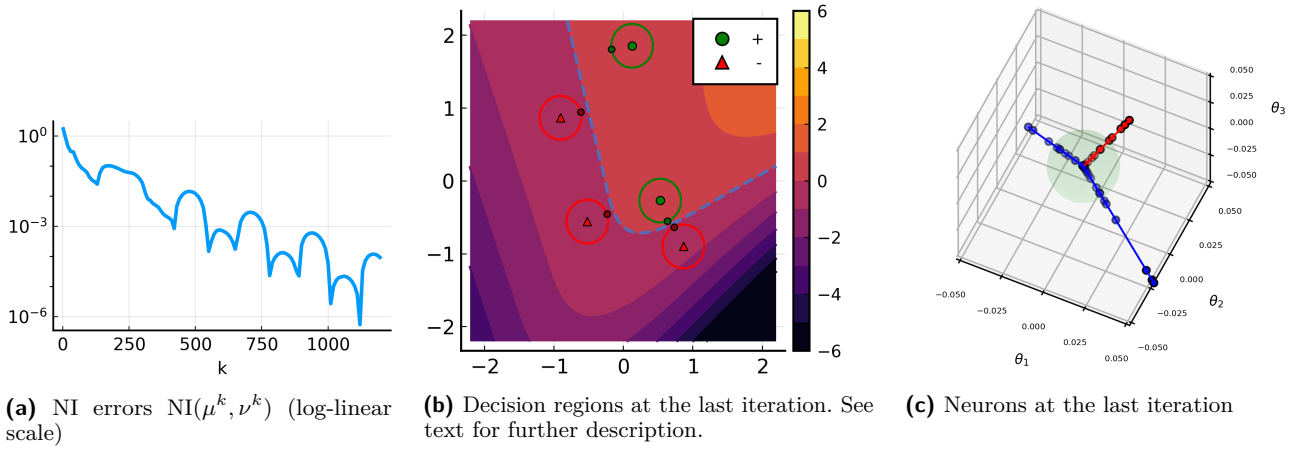 10⁰
10⁻³
10⁻⁶
0 250 500 750 1000
k
(a) NI errors NI(μᵏ, νᵏ) (log-linear
scale)
2
1
0
−1
−2
−2 −1 0 1 2
+
-
6
4
2
0
−2
−4
−6
(b) Decision regions at the last iteration. See
text for further description.
0.050
0.025
0.000
−0.025
−0.050
θ₃
0.050
0.025
0.000
−0.025
−0.050
θ₂
−0.050
−0.025
0.000
0.025
0.050
θ₁
(c) Neurons at the last iteration